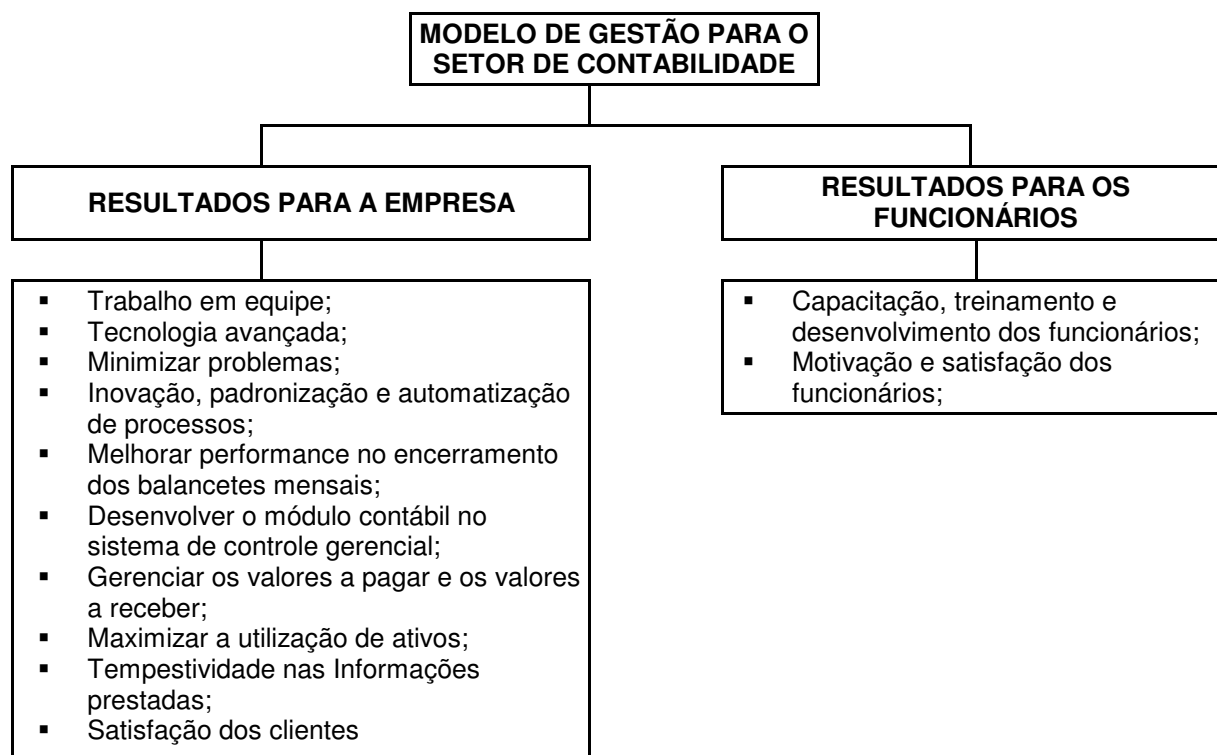 MODELO DE GESTÃO PARA O
SETOR DE CONTABILIDADE
RESULTADOS PARA A EMPRESA
▪ Trabalho em equipe;
▪ Tecnologia avançada;
▪ Minimizar problemas;
▪ Inovação, padronização e automatização
de processos;
▪ Melhorar performance no encerramento
dos balancetes mensais;
▪ Desenvolver o módulo contábil no
sistema de controle gerencial;
▪ Gerenciar os valores a pagar e os valores
a receber;
▪ Maximizar a utilização de ativos;
▪ Tempestividade nas Informações
prestadas;
▪ Satisfação dos clientes
RESULTADOS PARA OS
FUNCIONÁRIOS
▪ Capacitação, treinamento e
desenvolvimento dos funcionários;
▪ Motivação e satisfação dos
funcionários;